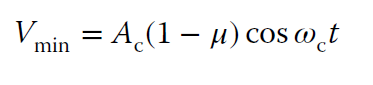 V_min = A_c(1 − μ) cos ω_c t